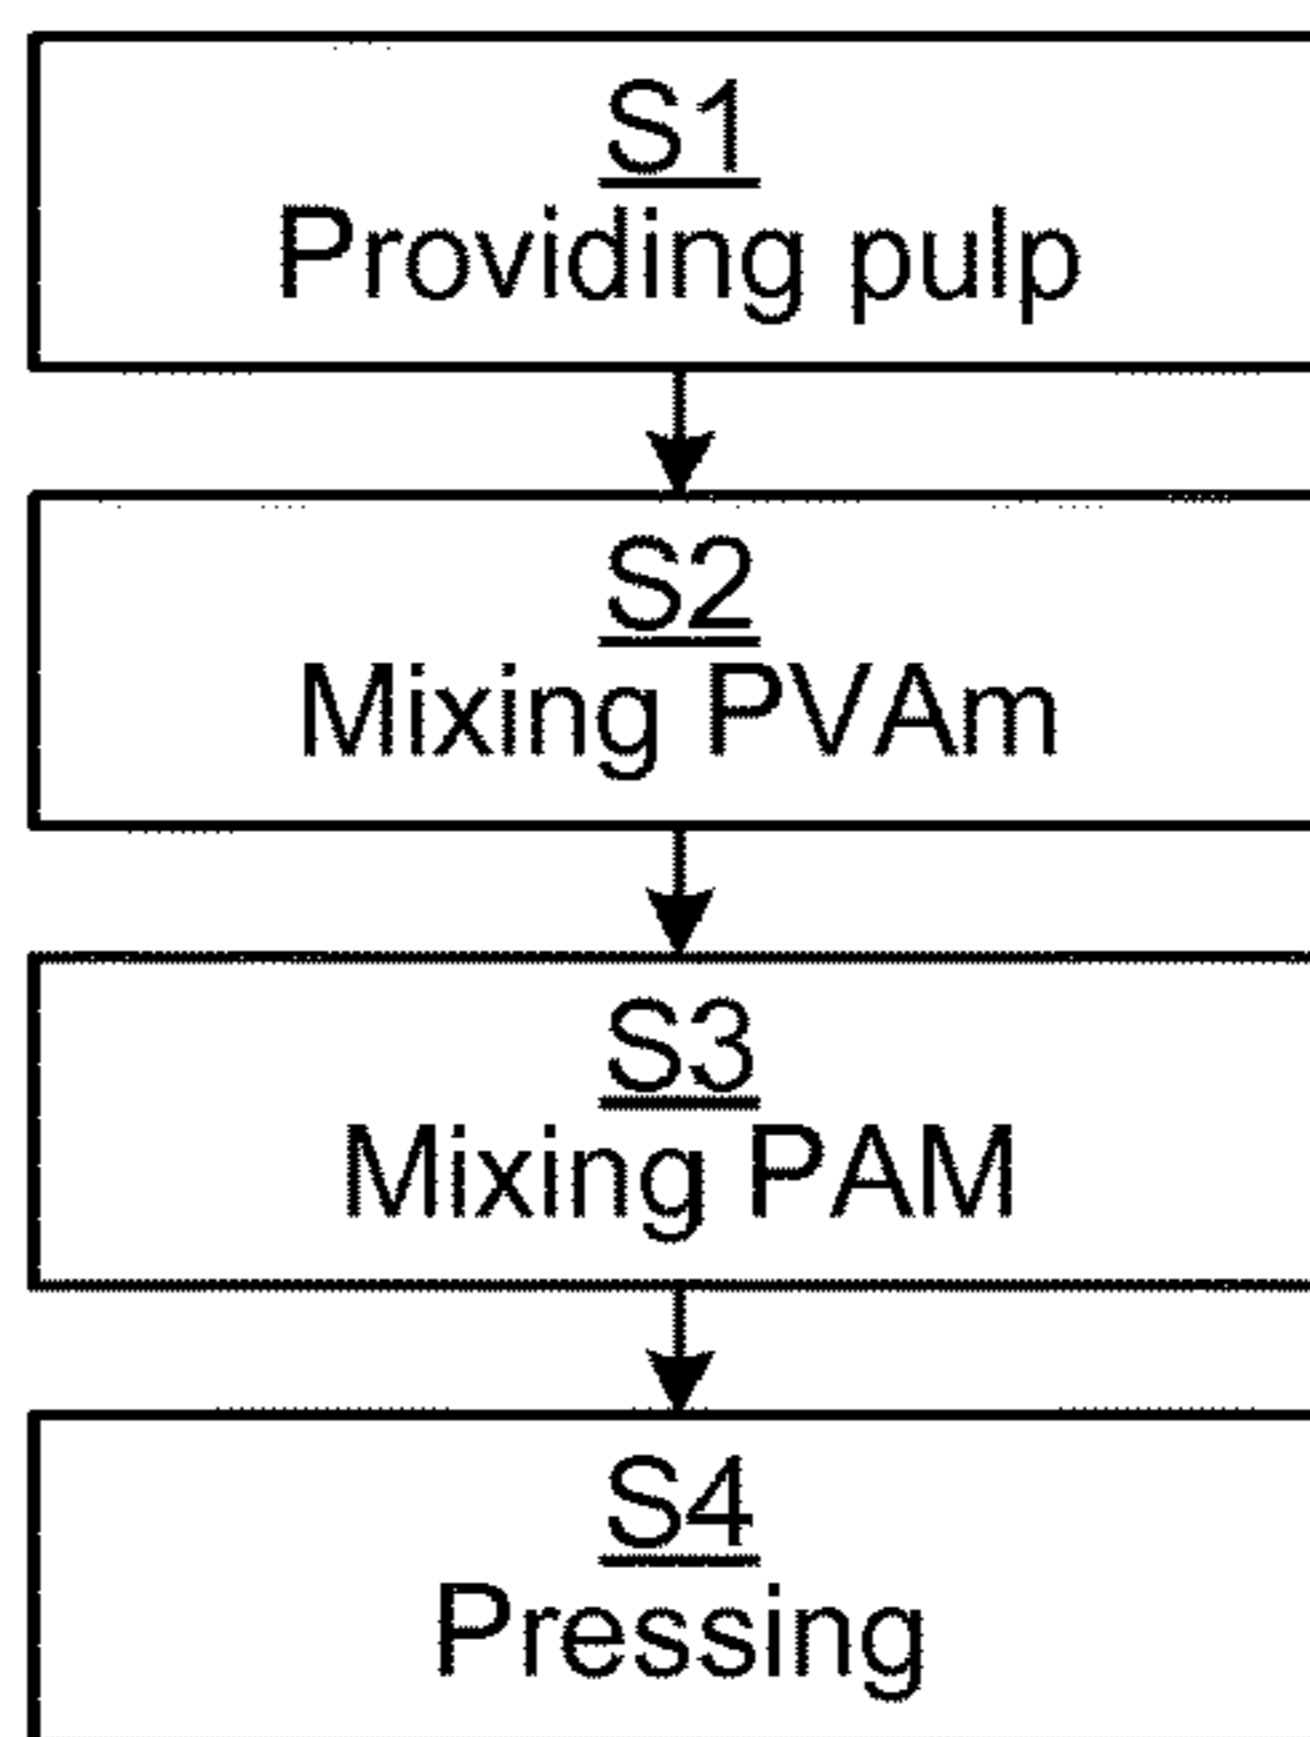 S1
Providing pulp
S2
Mixing PVAm
S3
Mixing PAM
S4
Pressing